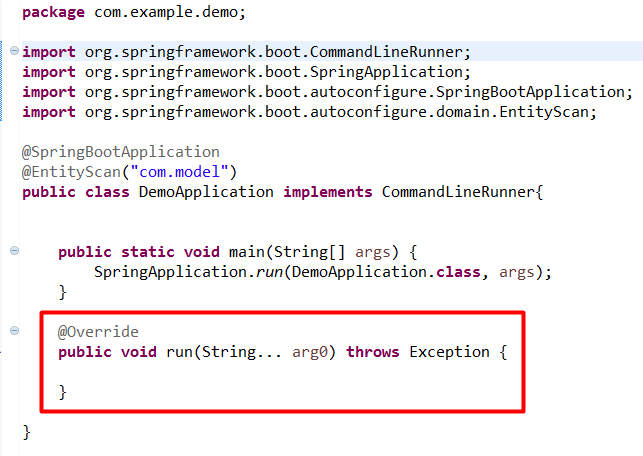 package com.example.demo;
import org.springframework.boot.CommandLineRunner;
import org.springframework.boot.SpringApplication;
import org.springframework.boot.autoconfigure.SpringBootApplication;
import org.springframework.boot.autoconfigure.domain.EntityScan;
@SpringBootApplication
@EntityScan("com.model")
public class DemoApplication implements CommandLineRunner{
public static void main(String[] args) {
SpringApplication.run(DemoApplication.class, args);
}
@Override
public void run(String... arg0) throws Exception {
}
}